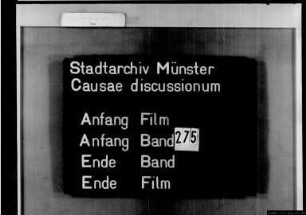 Stadtarchiv Münster
Causae discussionum
Anfang Film
Anfang Band 275
Ende Band
Ende Film